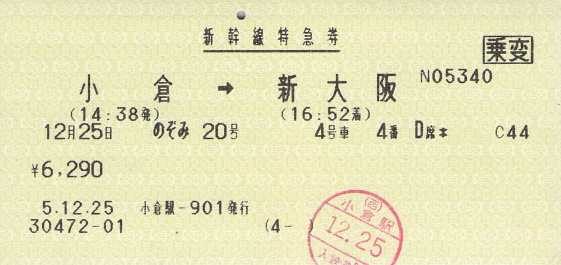 新幹線特急券
乗変
小倉 → 新大阪 N05340
(14:38発) (16:52着)
12月25日 のぞみ 20号 4号車 4番 D席 C44
¥6,290
5.12.25 小倉駅-901発行
30472-01 (4- )
西
小倉駅
12.25